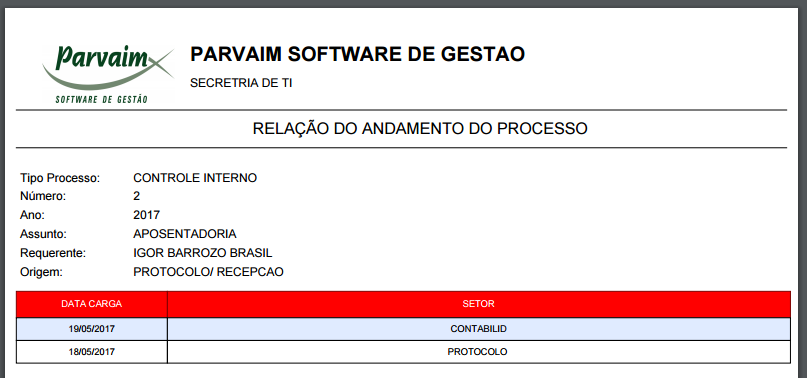 Parvaim
SOFTWARE DE GESTÃO
PARVAIM SOFTWARE DE GESTAO
SECRETRIA DE TI
RELAÇÃO DO ANDAMENTO DO PROCESSO
Tipo Processo: CONTROLE INTERNO
Número: 2
Ano: 2017
Assunto: APOSENTADORIA
Requerente: IGOR BARROZO BRASIL
Origem: PROTOCOLO/ RECEPCAO
DATA CARGA SETOR
19/05/2017 CONTABILID
18/05/2017 PROTOCOLO